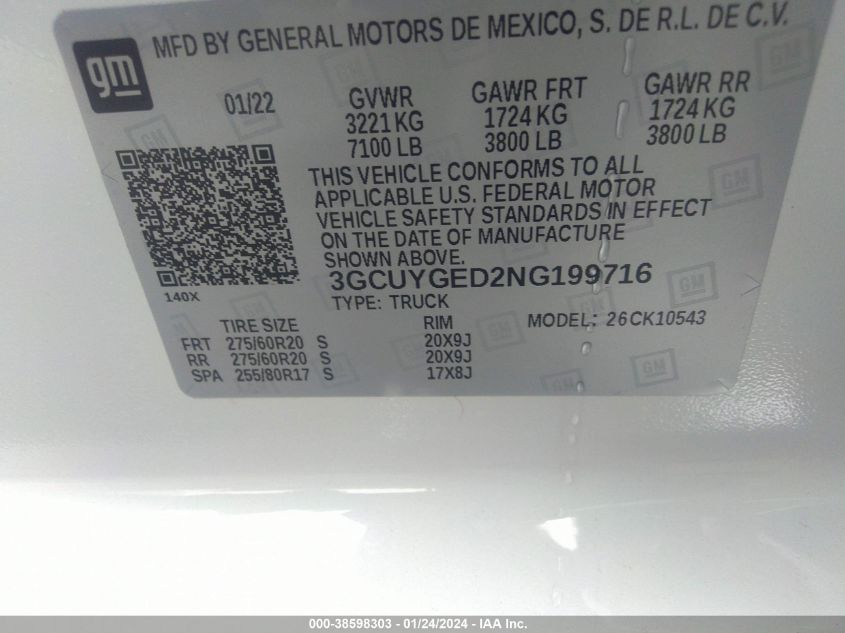 gm
MFD BY GENERAL MOTORS DE MEXICO, S. DE R.L. DE C.V.
01/22
GVWR GAWR FRT GAWR RR
3221 KG 1724 KG 1724 KG
7100 LB 3800 LB 3800 LB
THIS VEHICLE CONFORMS TO ALL
APPLICABLE U.S. FEDERAL MOTOR
VEHICLE SAFETY STANDARDS IN EFFECT
ON THE DATE OF MANUFACTURE
SHOWN ABOVE.
140X
3GCUYGED2NG199716
TYPE: TRUCK
TIRE SIZE RIM MODEL: 26CK10543
FRT 275/60R20 S 20X9J
RR 275/60R20 S 20X9J
SPA 255/80R17 S 17X8J
000-38598303 - 01/24/2024 - IAA Inc.